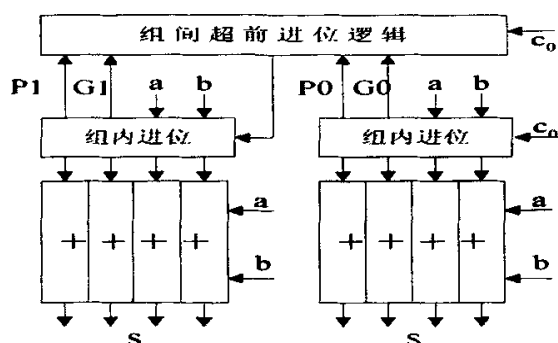 组间超前进位逻辑
c₀
P1 G1 a b P0 G0 a b
组内进位 组内进位 c₀
+ + + + a + + + + a
b b
S S